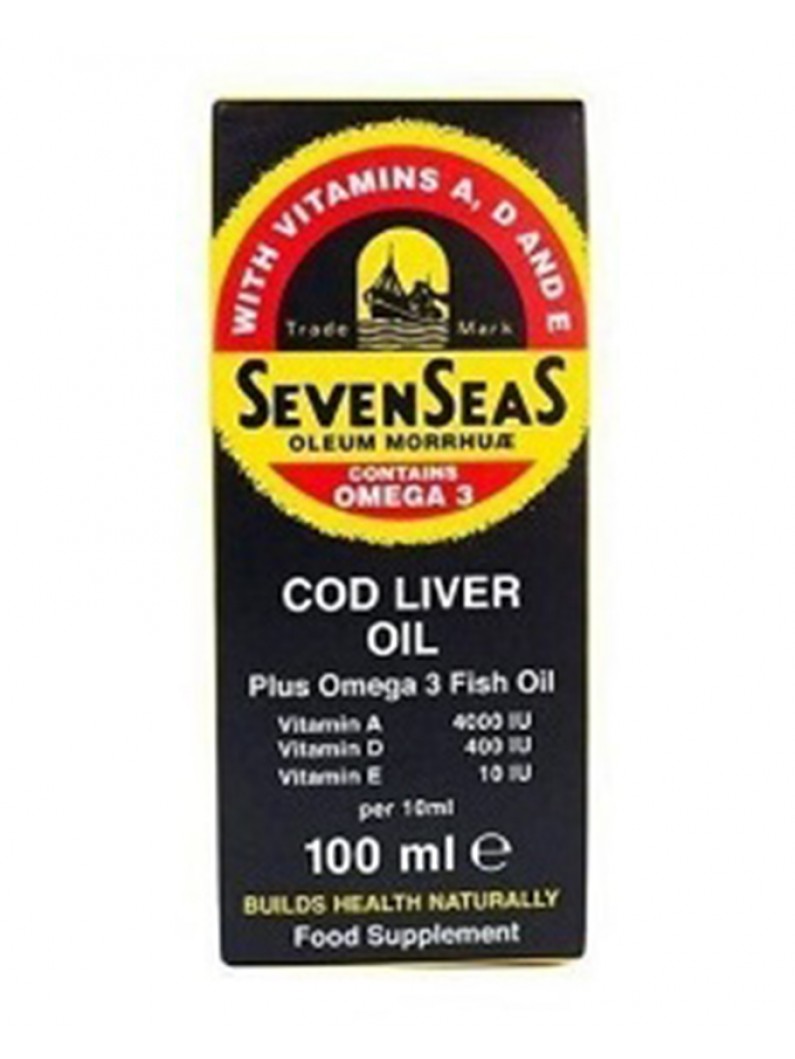 WITH VITAMINS A, D AND E
Trade Mark
SEVENSEAS
OLEUM MORRHUÆ
CONTAINS
OMEGA 3
COD LIVER
OIL
Plus Omega 3 Fish Oil
Vitamin A 4000 IU
Vitamin D 400 IU
Vitamin E 10 IU
per 10ml
100 ml ℮
BUILDS HEALTH NATURALLY
Food Supplement